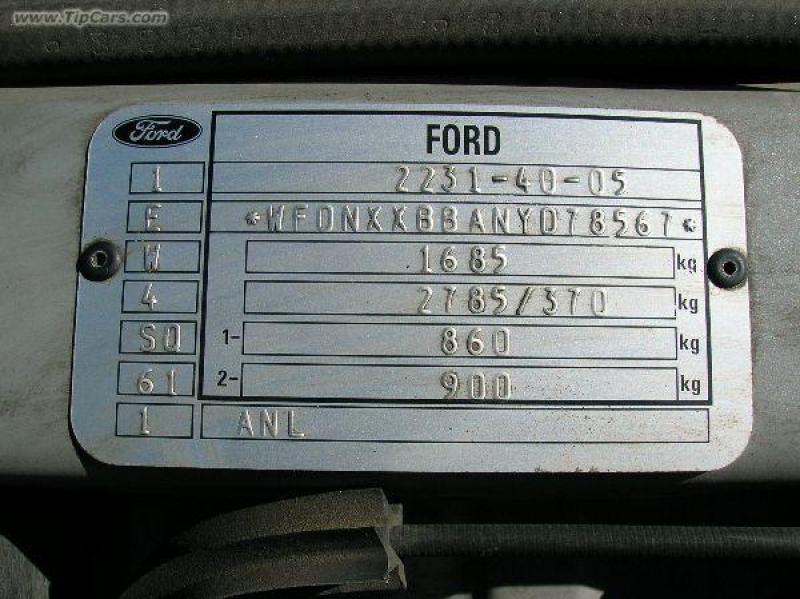 www.TipCars.com
Ford
FORD
1 2231-40-05
E *WF0NXXBBANYD78567*
W 1685 kg
4 2785/370 kg
SQ 1- 860 kg
61 2- 900 kg
1 ANL